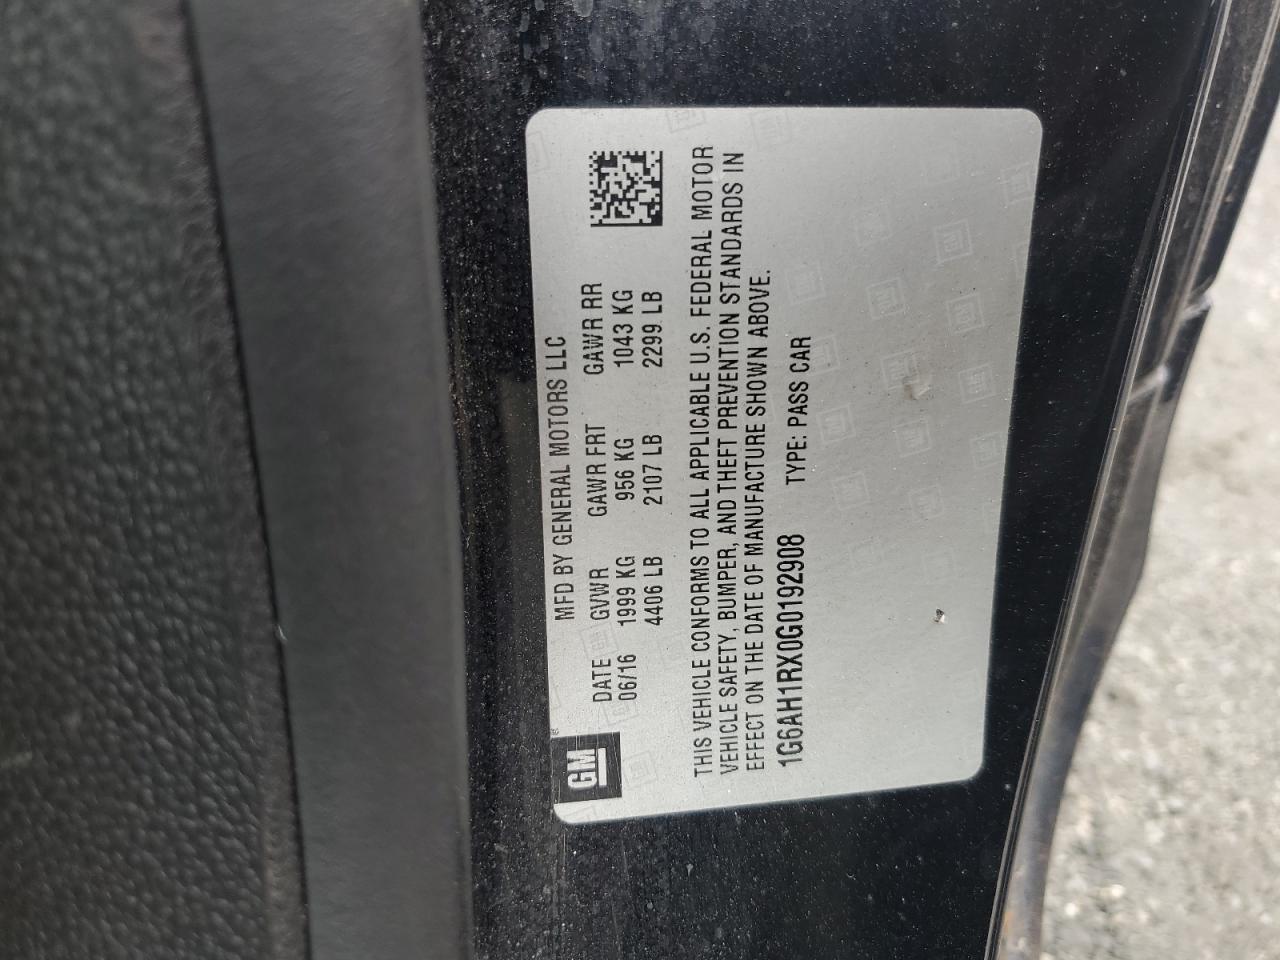 GM
MFD BY GENERAL MOTORS LLC
DATE GVWR GAWR FRT GAWR RR
06/16 1999 KG 956 KG 1043 KG
4406 LB 2107 LB 2299 LB
THIS VEHICLE CONFORMS TO ALL APPLICABLE U.S. FEDERAL MOTOR
VEHICLE SAFETY, BUMPER, AND THEFT PREVENTION STANDARDS IN
EFFECT ON THE DATE OF MANUFACTURE SHOWN ABOVE.
1G6AH1RX0G0192908 TYPE: PASS CAR